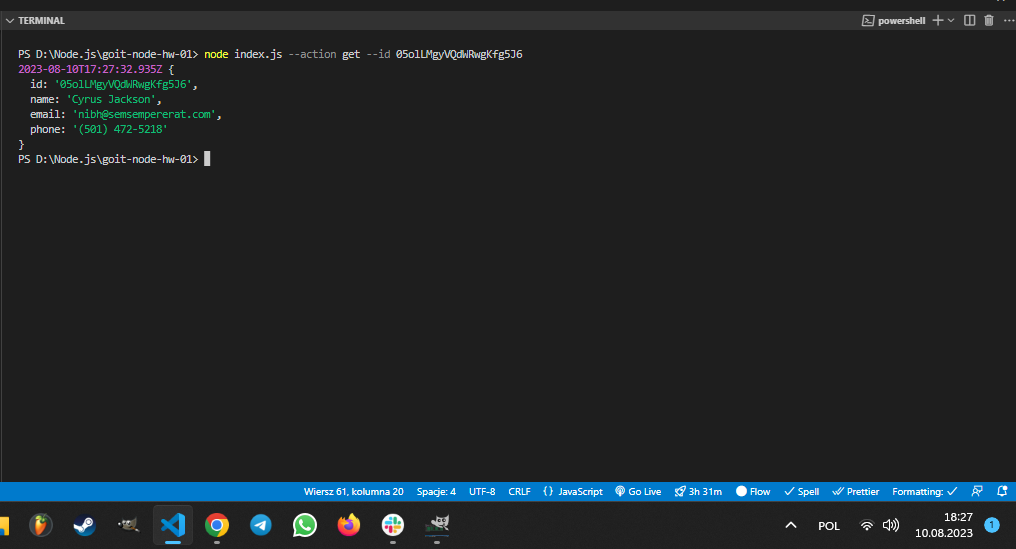 TERMINAL
powershell
PS D:\Node.js\goit-node-hw-01> node index.js --action get --id 05olLMgyVQdWRwgKfg5J6
2023-08-10T17:27:32.935Z {
  id: '05olLMgyVQdWRwgKfg5J6',
  name: 'Cyrus Jackson',
  email: 'nibh@semsempererat.com',
  phone: '(501) 472-5218'
}
PS D:\Node.js\goit-node-hw-01>
Wiersz 61, kolumna 20 Spacje: 4 UTF-8 CRLF {} JavaScript Go Live 3h 31m Flow Spell Prettier Formatting:
POL
18:27
10.08.2023
1